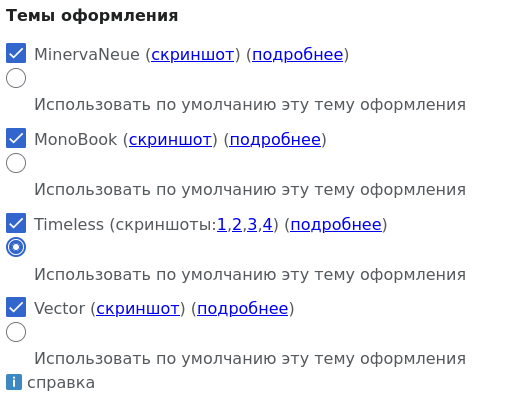 Темы оформления
MinervaNeue (скриншот) (подробнее)
Использовать по умолчанию эту тему оформления
MonoBook (скриншот) (подробнее)
Использовать по умолчанию эту тему оформления
Timeless (скриншоты:1,2,3,4) (подробнее)
Использовать по умолчанию эту тему оформления
Vector (скриншот) (подробнее)
Использовать по умолчанию эту тему оформления
i справка